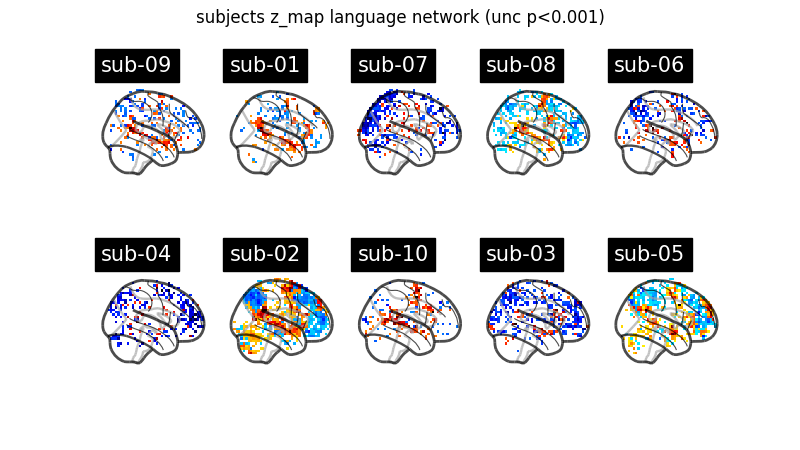 subjects z_map language network (unc p<0.001)
sub-09
sub-01
sub-07
sub-08
sub-06
sub-04
sub-02
sub-10
sub-03
sub-05